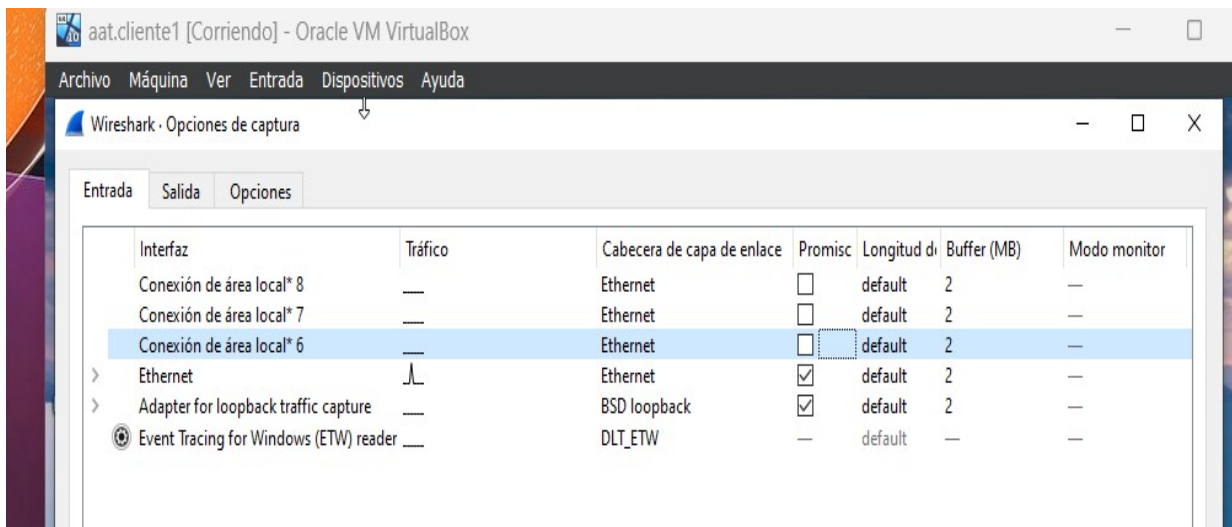 aat.cliente1 [Corriendo] - Oracle VM VirtualBox
Archivo Máquina Ver Entrada Dispositivos Ayuda
Wireshark · Opciones de captura
Entrada Salida Opciones
Interfaz Tráfico Cabecera de capa de enlace Promisc Longitud de Buffer (MB) Modo monitor
Conexión de área local* 8 Ethernet default 2 —
Conexión de área local* 7 Ethernet default 2 —
Conexión de área local* 6 Ethernet default 2 —
Ethernet Ethernet default 2 —
Adapter for loopback traffic capture BSD loopback default 2 —
Event Tracing for Windows (ETW) reader DLT_ETW — default — —